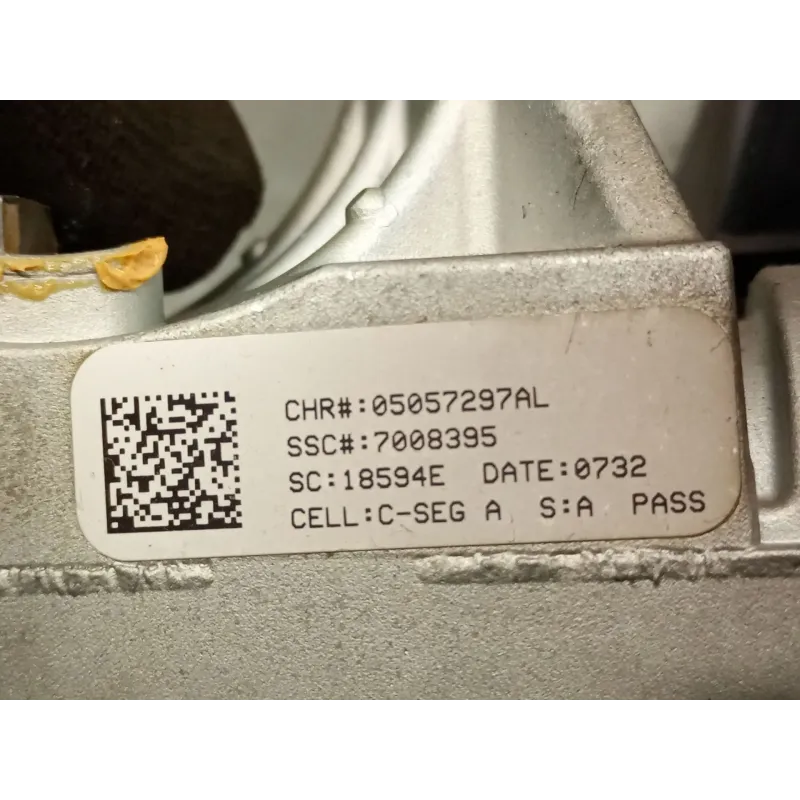 CHR#:05057297AL
SSC#:7008395
SC:18594E DATE:0732
CELL:C-SEG A S:A PASS